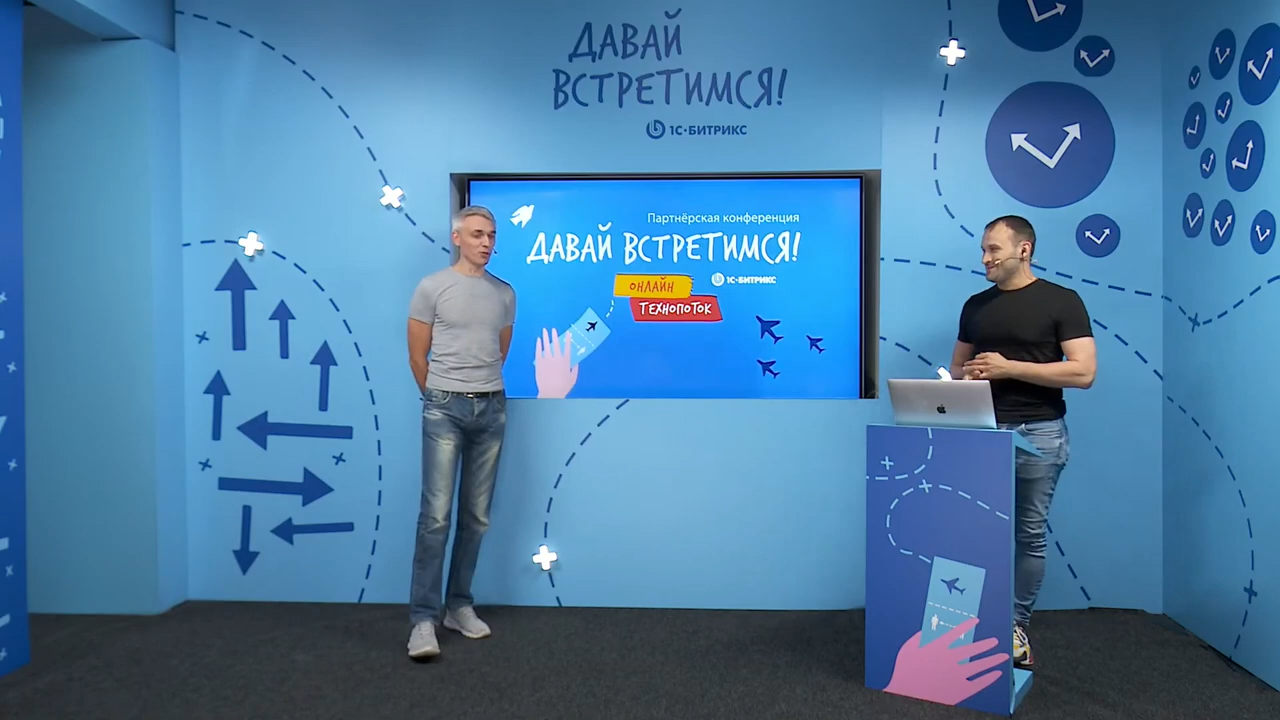 ДАВАЙ
ВСТРЕТИМСЯ!
1С·БИТРИКС
Партнёрская конференция
ДАВАЙ ВСТРЕТИМСЯ!
1С·БИТРИКС
ОНЛАЙН
ТЕХНОПОТОК